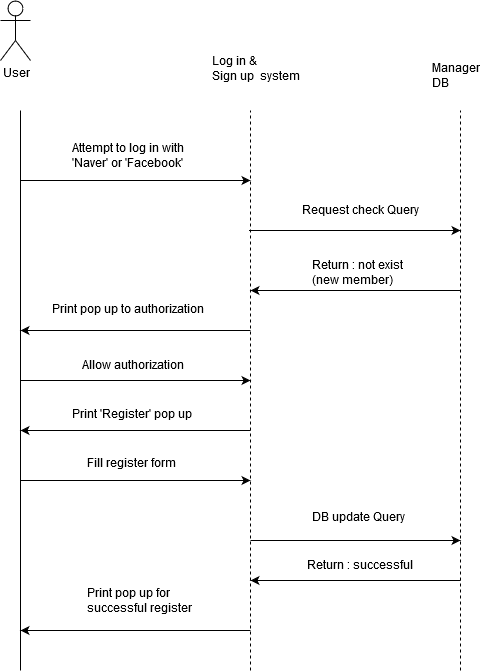 User
Log in &
Sign up system
Manager
DB
Attempt to log in with
'Naver' or 'Facebook'
Request check Query
Return : not exist
(new member)
Print pop up to authorization
Allow authorization
Print 'Register' pop up
Fill register form
DB update Query
Return : successful
Print pop up for
successful register